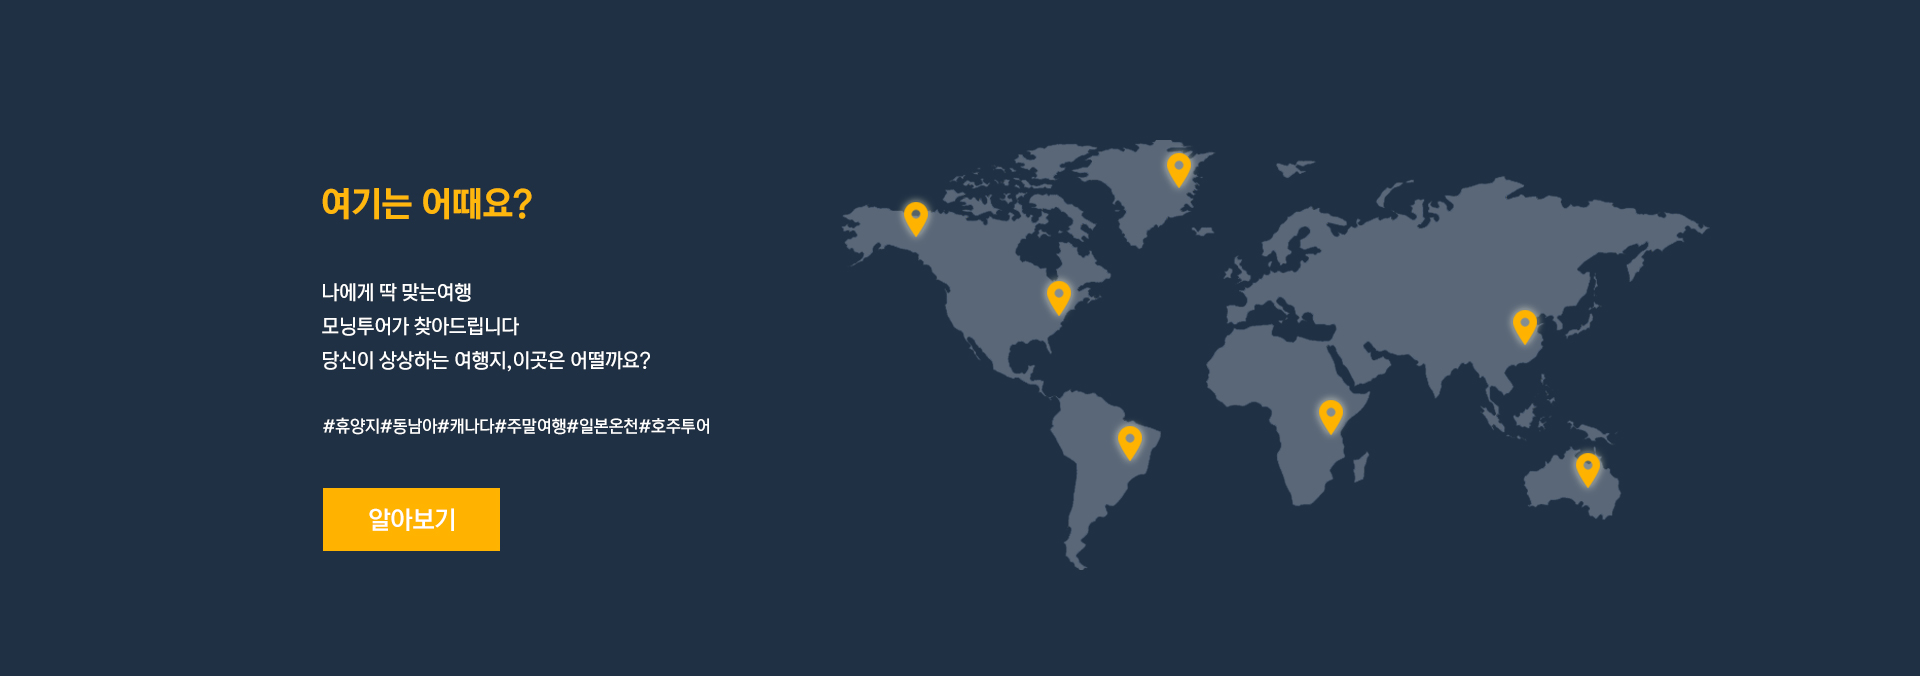 여기는 어때요?
나에게 딱 맞는여행
모닝투어가 찾아드립니다
당신이 상상하는 여행지,이곳은 어떨까요?
#휴양지#동남아#캐나다#주말여행#일본온천#호주투어
알아보기